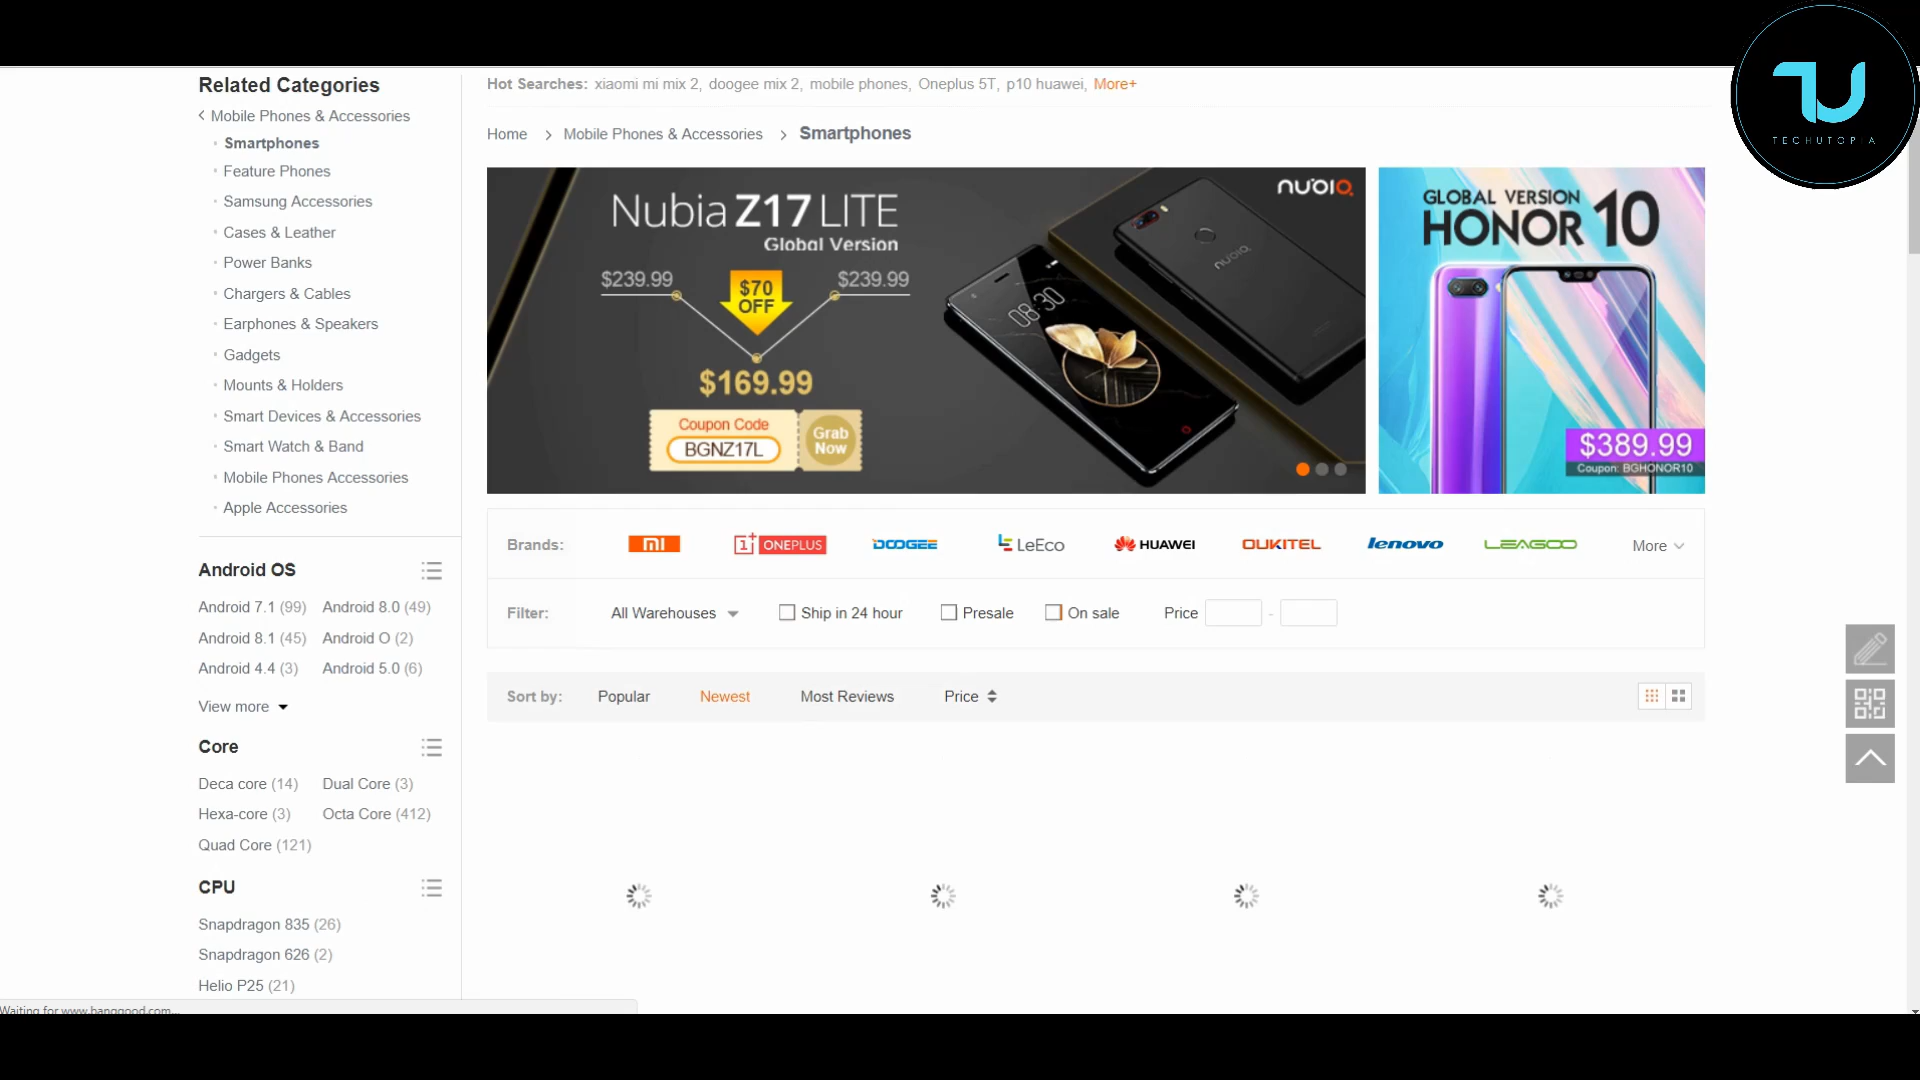 TECHUTOPIA
Related Categories
Mobile Phones & Accessories
Smartphones
Feature Phones
Samsung Accessories
Cases & Leather
Power Banks
Chargers & Cables
Earphones & Speakers
Gadgets
Mounts & Holders
Smart Devices & Accessories
Smart Watch & Band
Mobile Phones Accessories
Apple Accessories
Android OS
Android 7.1 (99) Android 8.0 (49)
Android 8.1 (45) Android O (2)
Android 4.4 (3) Android 5.0 (6)
View more
Core
Deca core (14) Dual Core (3)
Hexa-core (3) Octa Core (412)
Quad Core (121)
CPU
Snapdragon 835 (26)
Snapdragon 626 (2)
Helio P25 (21)
Hot Searches: xiaomi mi mix 2, doogee mix 2, mobile phones, Oneplus 5T, p10 huawei, More+
Home > Mobile Phones & Accessories > Smartphones
nubia
Nubia Z17 LITE
Global Version
$239.99 $239.99
$70
OFF
$169.99
Coupon Code
BGNZ17L
Grab
Now
08:30
nubia
GLOBAL VERSION
HONOR 10
$389.99
Coupon: BGHONOR10
Brands: MI 1+ ONEPLUS DOOGEE LeEco HUAWEI OUKITEL lenovo LEAGOO More
Filter: All Warehouses Ship in 24 hour Presale On sale Price -
Sort by: Popular Newest Most Reviews Price
Waiting for www.banggood.com...